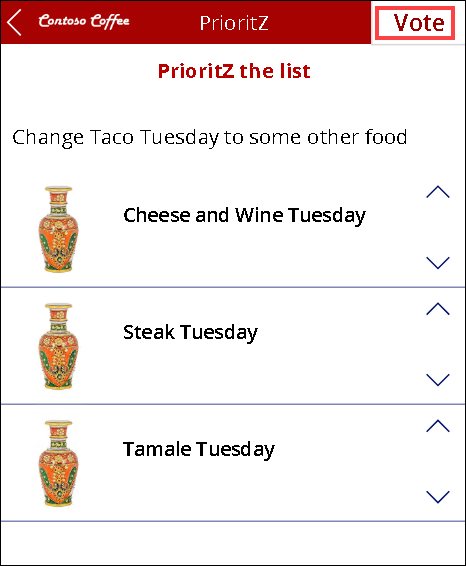 Contoso Coffee
PrioritZ
Vote
PrioritZ the list
Change Taco Tuesday to some other food
Cheese and Wine Tuesday
Steak Tuesday
Tamale Tuesday